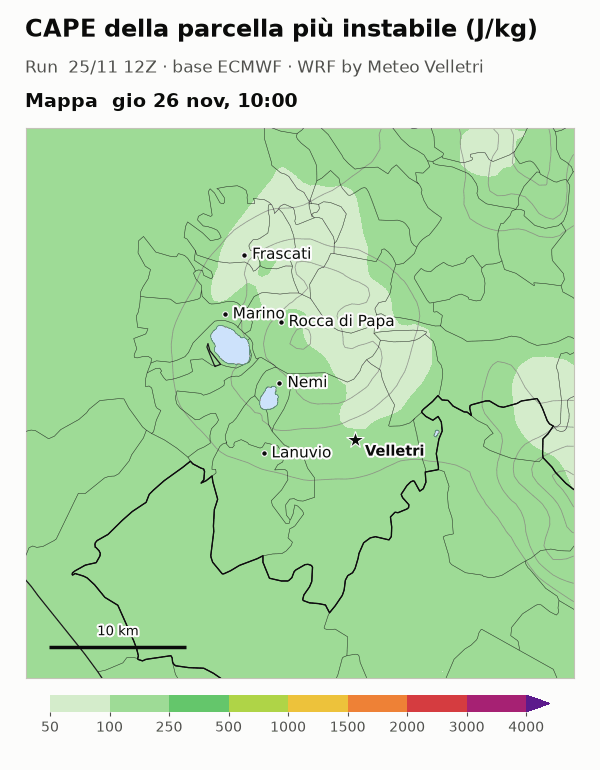 CAPE della parcella più instabile (J/kg)
Run  25/11 12Z · base ECMWF · WRF by Meteo Velletri
Mappa  gio 26 nov, 10:00
Frascati
Marino
Rocca di Papa
Nemi
Velletri
Lanuvio
10 km
50 100 250 500 1000 1500 2000 3000 4000